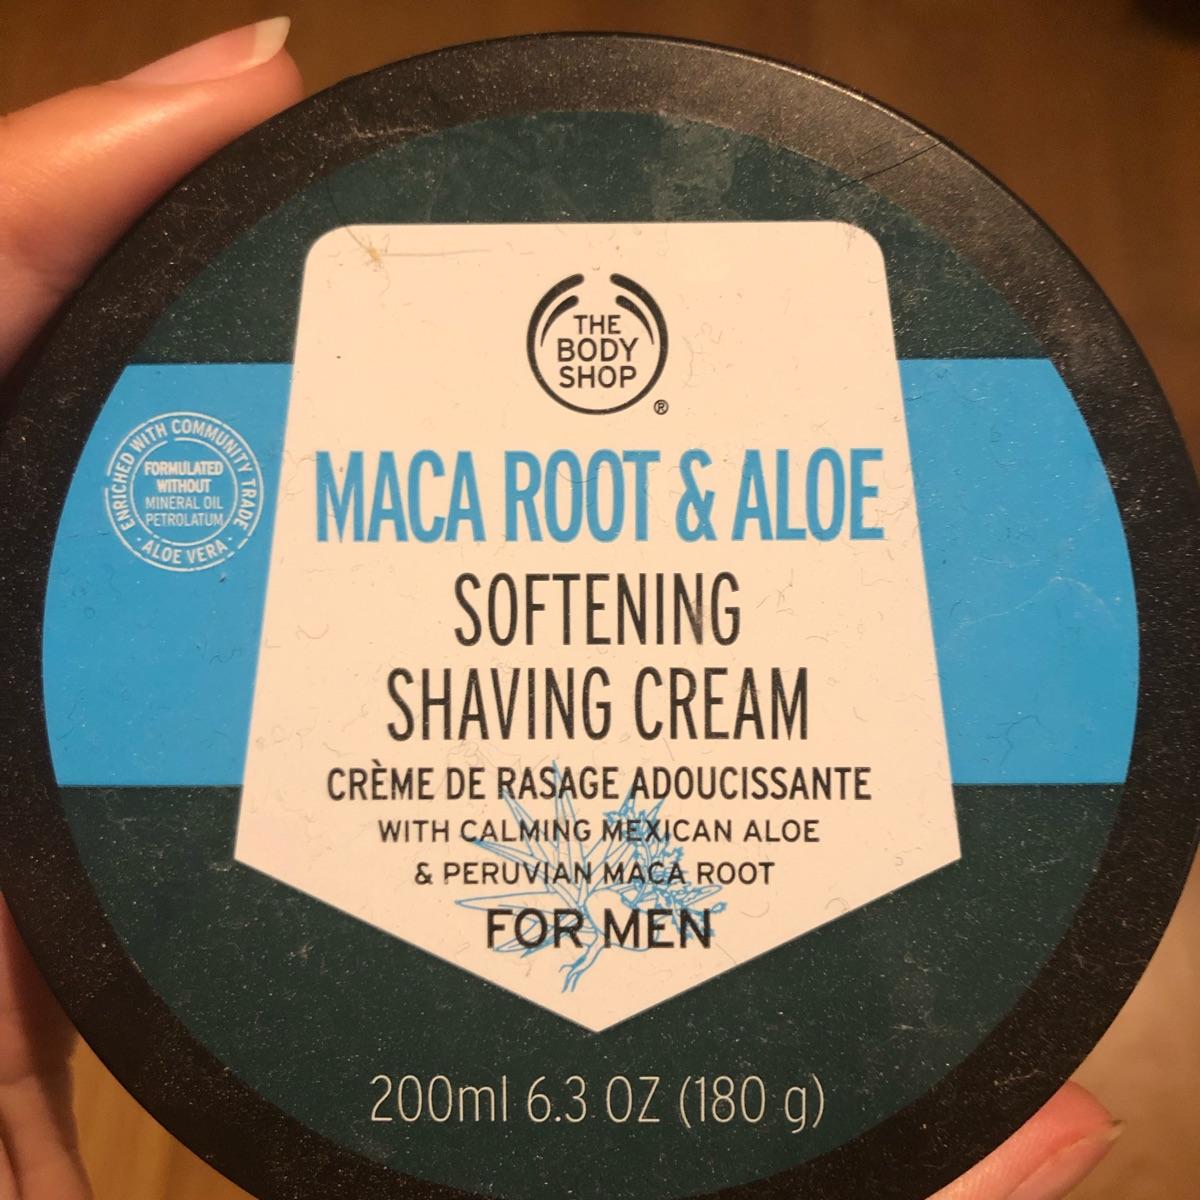 THE
BODY
SHOP
®
MACA ROOT & ALOE
SOFTENING
SHAVING CREAM
CRÈME DE RASAGE ADOUCISSANTE
WITH CALMING MEXICAN ALOE
& PERUVIAN MACA ROOT
FOR MEN
200ml 6.3 OZ (180 g)
ENRICHED WITH COMMUNITY TRADE
· ALOE VERA ·
FORMULATED
WITHOUT
MINERAL OIL
PETROLATUM